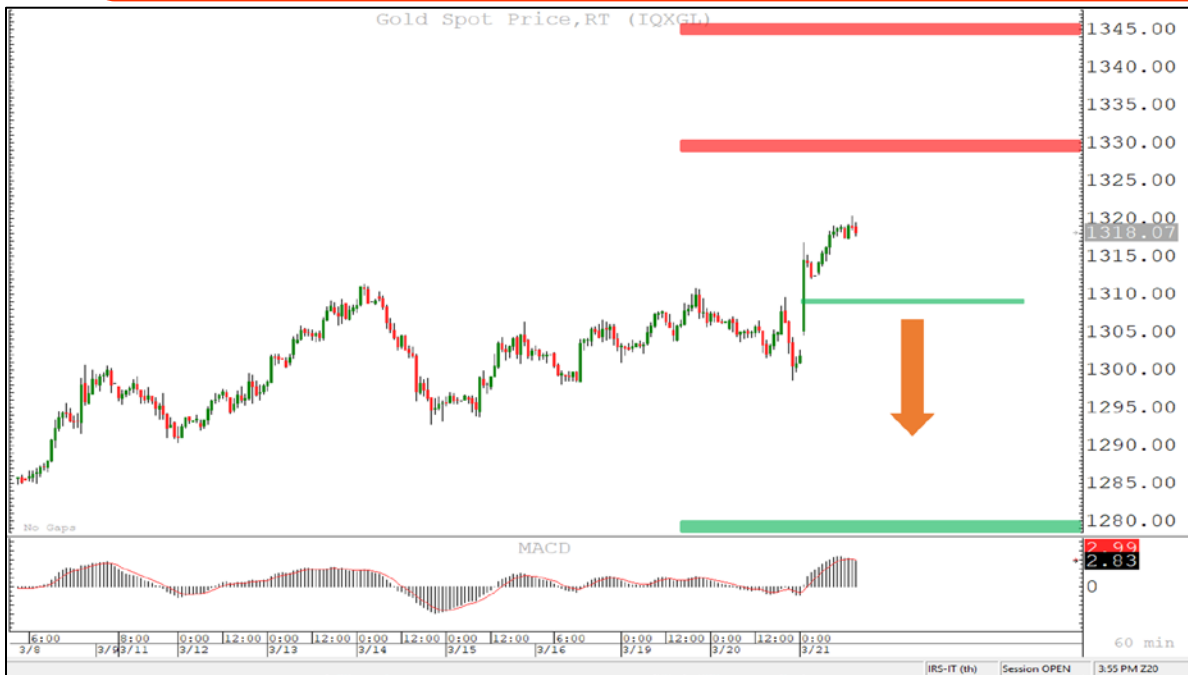 Gold Spot Price,RT (IQXGL)
1345.00
1340.00
1335.00
1330.00
1325.00
1320.00
1318.07
1315.00
1310.00
1305.00
1300.00
1295.00
1290.00
1285.00
1280.00
No Gaps
MACD
2.99
2.83
0
6:00 8:00 0:00 12:00 0:00 12:00 0:00 12:00 0:00 12:00 6:00 0:00 12:00 0:00 12:00 0:00
3/8 3/9 3/11 3/12 3/13 3/14 3/15 3/16 3/19 3/20 3/21
60 min
IRS-IT (th) Session OPEN 3:55 PM Z20